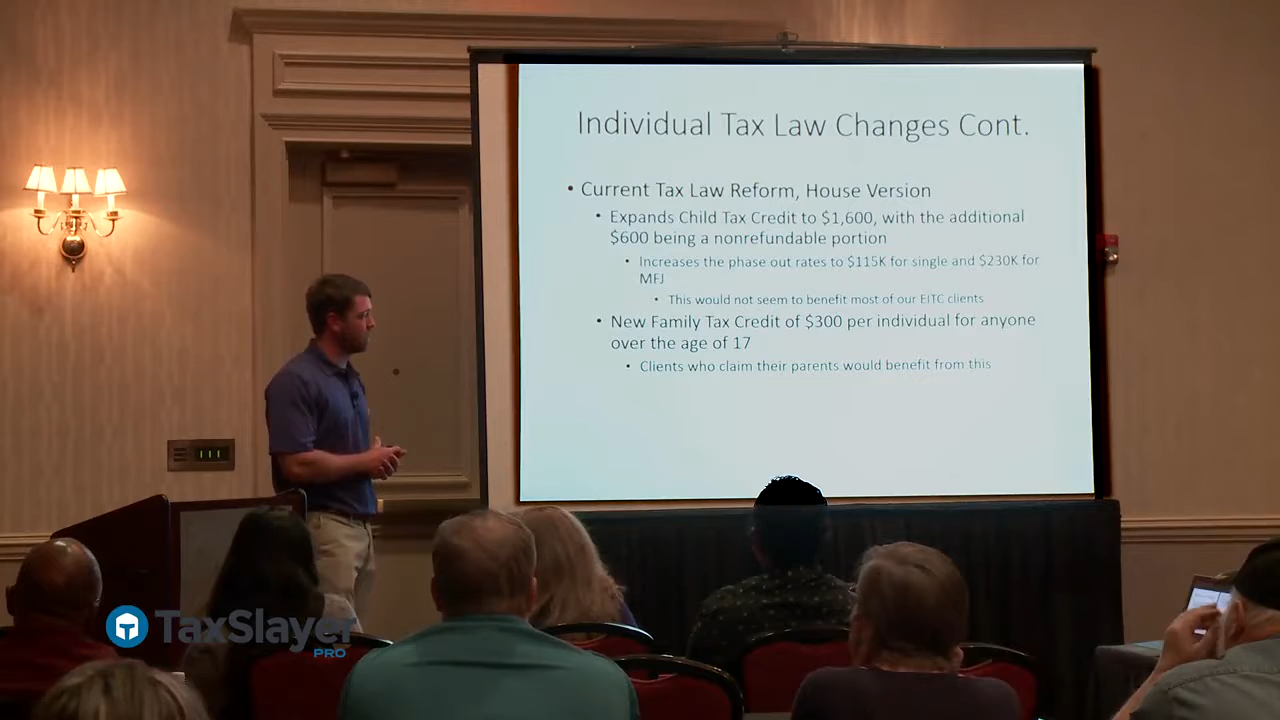 Individual Tax Law Changes Cont.
• Current Tax Law Reform, House Version
• Expands Child Tax Credit to $1,600, with the additional
$600 being a nonrefundable portion
• Increases the phase out rates to $115K for single and $230K for
MFJ
• This would not seem to benefit most of our EITC clients
• New Family Tax Credit of $300 per individual for anyone
over the age of 17
• Clients who claim their parents would benefit from this
TaxSlayer
PRO